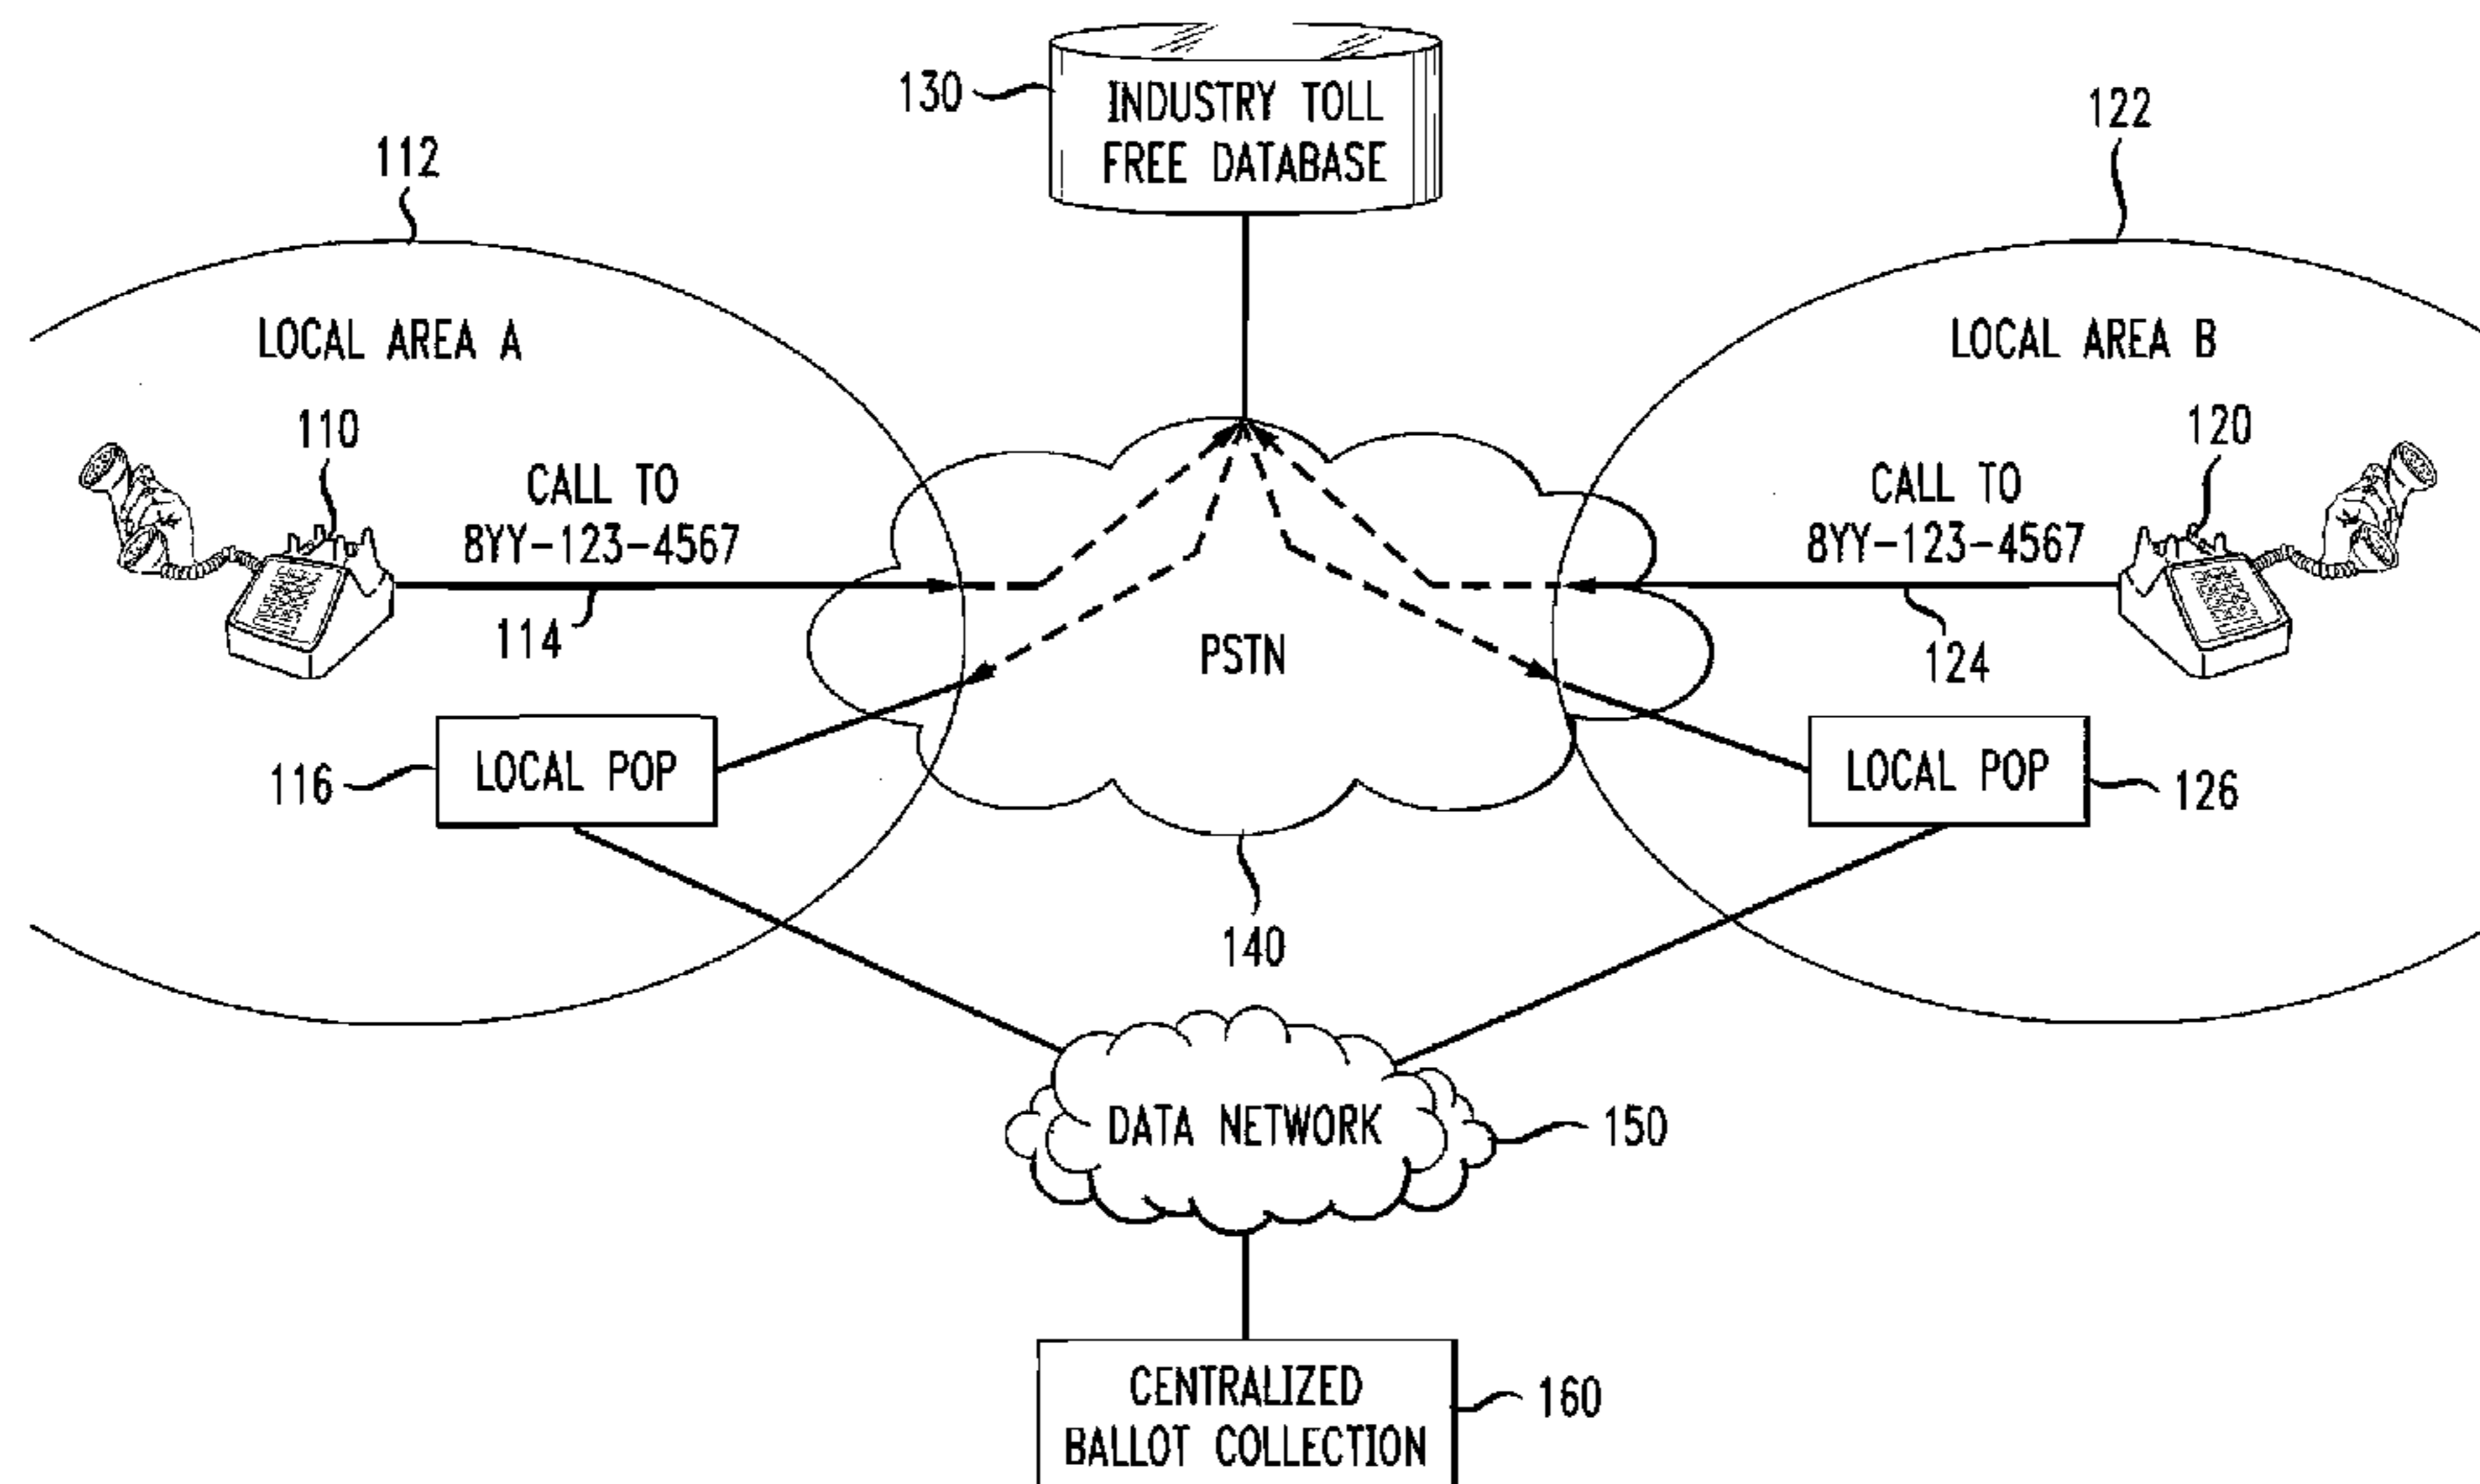 130
INDUSTRY TOLL
FREE DATABASE
112
122
LOCAL AREA A
LOCAL AREA B
110
120
CALL TO
8YY-123-4567
CALL TO
8YY-123-4567
114
124
PSTN
116
LOCAL POP
LOCAL POP
126
140
DATA NETWORK
150
CENTRALIZED
BALLOT COLLECTION
160